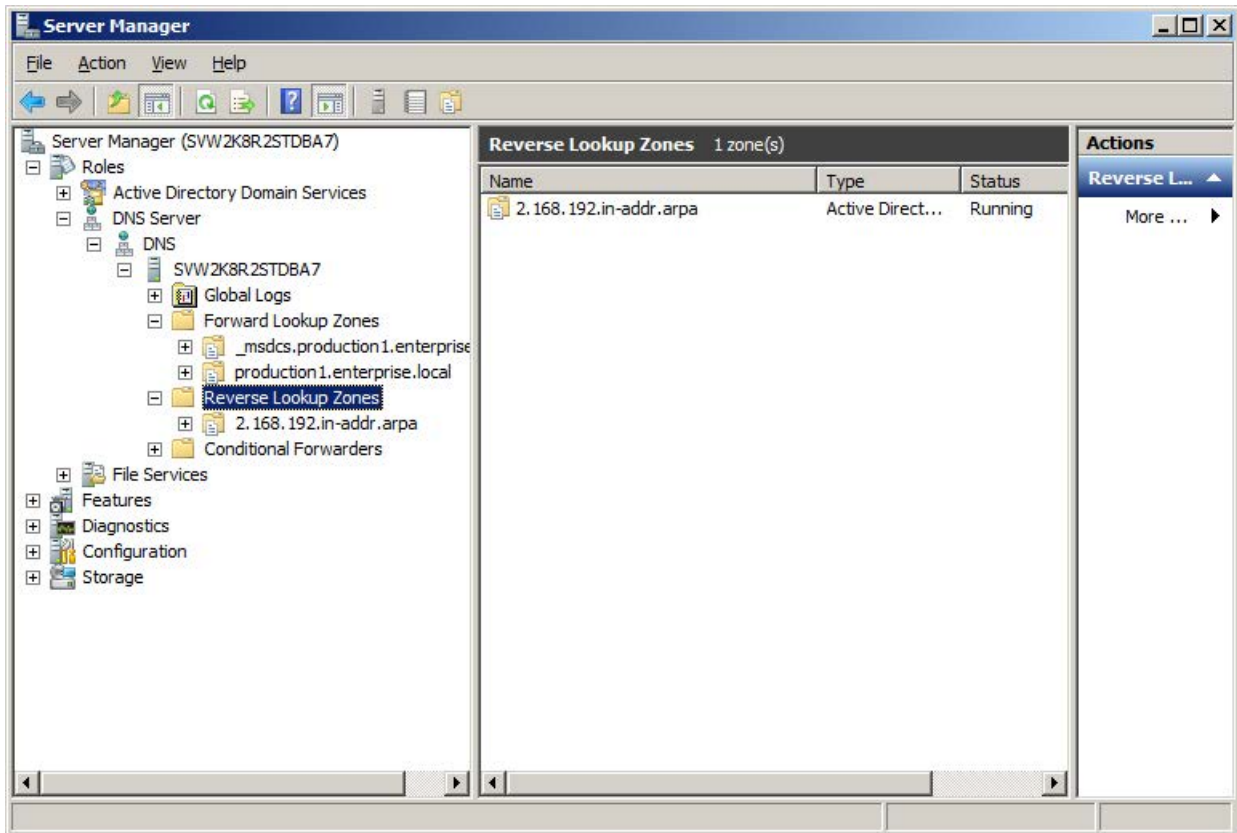 Server Manager
File Action View Help
Server Manager (SVW2K8R2STDBA7)
Roles
Active Directory Domain Services
DNS Server
DNS
SVW2K8R2STDBA7
Global Logs
Forward Lookup Zones
_msdcs.production1.enterprise
production1.enterprise.local
Reverse Lookup Zones
2.168.192.in-addr.arpa
Conditional Forwarders
File Services
Features
Diagnostics
Configuration
Storage
Reverse Lookup Zones 1 zone(s)
Name Type Status
2.168.192.in-addr.arpa Active Direct... Running
Actions
Reverse L...
More ...